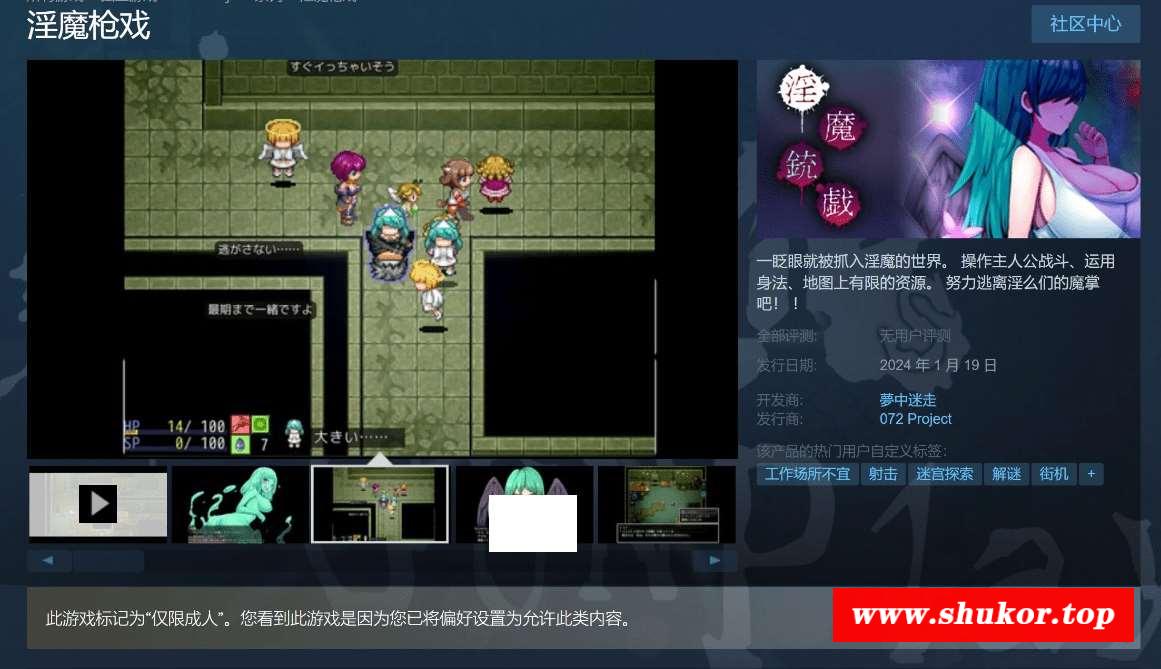 淫魔枪戏
社区中心
すぐイっちゃいそう
逃がさない……
最期まで一緒ですよ
HP 14/ 100
SP 0/ 100
7
大きい……
淫
魔
銃
戯
一眨眼就被抓入淫魔的世界。 操作主人公战斗、运用
身法、地图上有限的资源。 努力逃离淫么们的魔掌
吧！！
全部评测: 无用户评测
发行日期: 2024 年 1 月 19 日
开发商: 夢中迷走
发行商: 072 Project
该产品的热门用户自定义标签:
工作场所不宜 射击 迷宫探索 解谜 街机 +
此游戏标记为“仅限成人”。您看到此游戏是因为您已将偏好设置为允许此类内容。
www.shukor.top